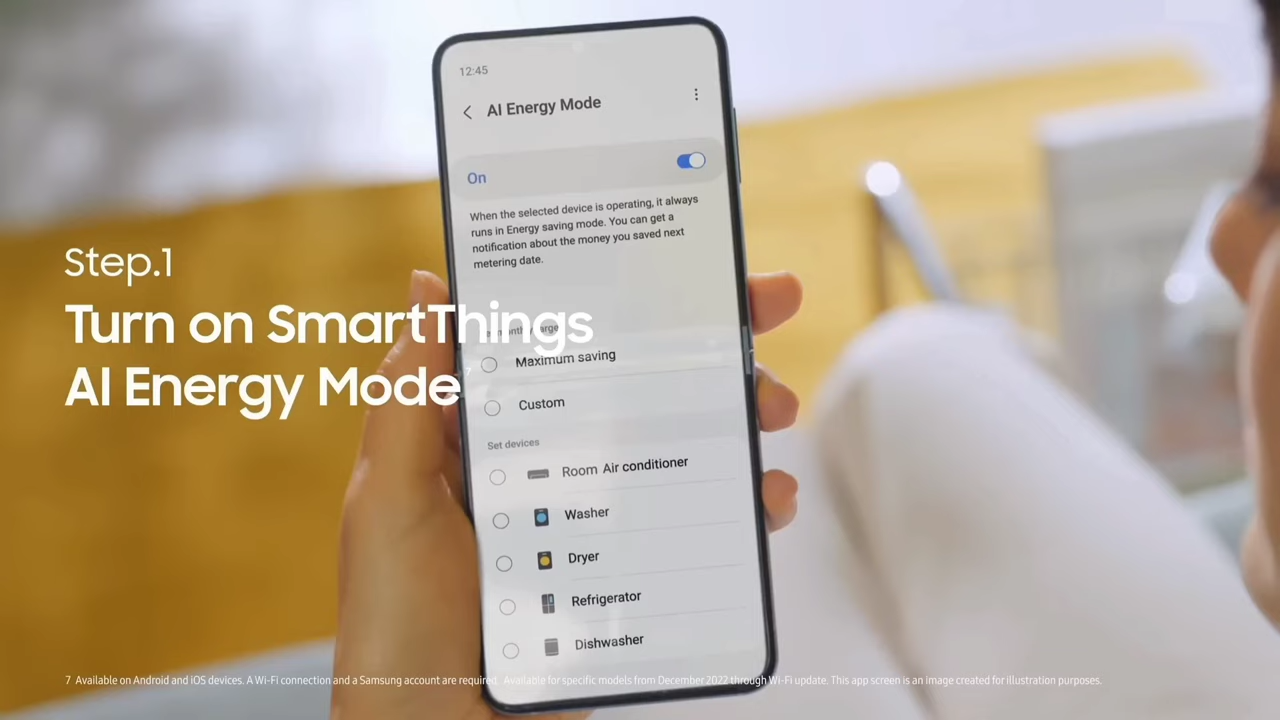 12:45
AI Energy Mode
On
When the selected device is operating, it always
runs in Energy saving mode. You can get a
notification about the money you saved next
metering date.
Step.1
Turn on SmartThings
AI Energy Mode7
Maximum saving
Custom
Set devices
Room Air conditioner
Washer
Dryer
Refrigerator
Dishwasher
7 Available on Android and iOS devices. A Wi-Fi connection and a Samsung account are required. Available for specific models from December 2022 through Wi-Fi update. This app screen is an image created for illustration purposes.